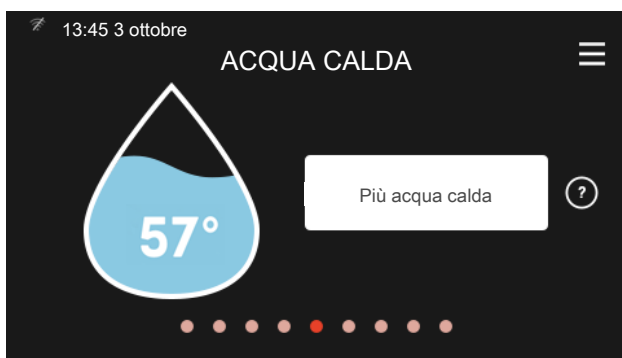 13:45 3 ottobre
ACQUA CALDA
57°
Più acqua calda
?